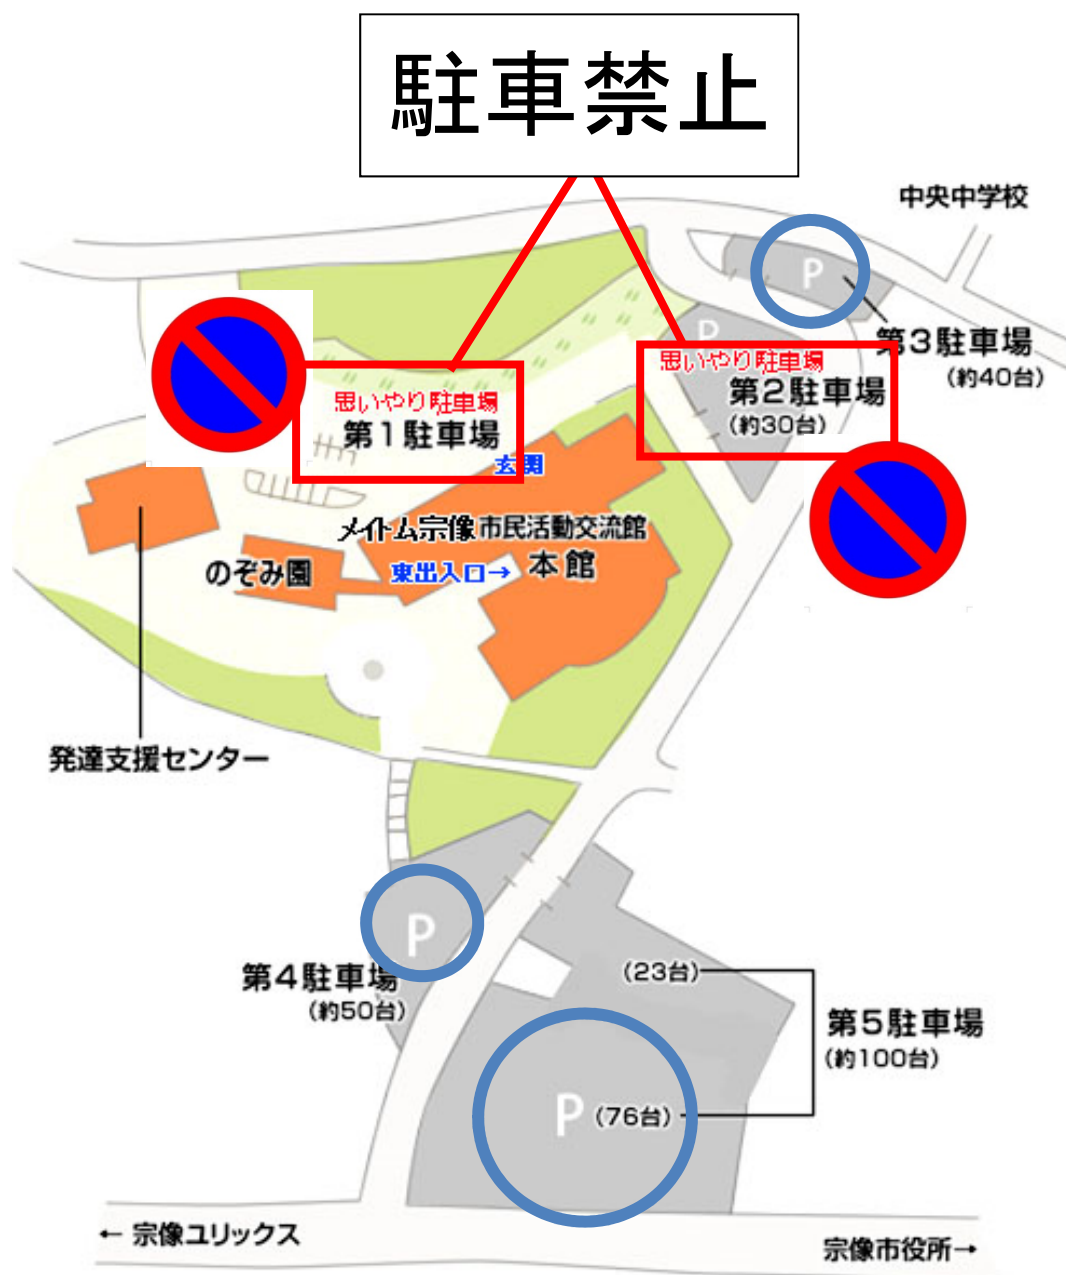 駐車禁止
中央中学校
P
第3駐車場
(約40台)
P
思いやり駐車場
第2駐車場
(約30台)
思いやり駐車場
第1駐車場
玄関
メイトム宗像 市民活動交流館
本館
東出入口→
のぞみ園
発達支援センター
P
第4駐車場
(約50台)
(23台)
第5駐車場
(約100台)
P (76台)
← 宗像ユリックス
宗像市役所→